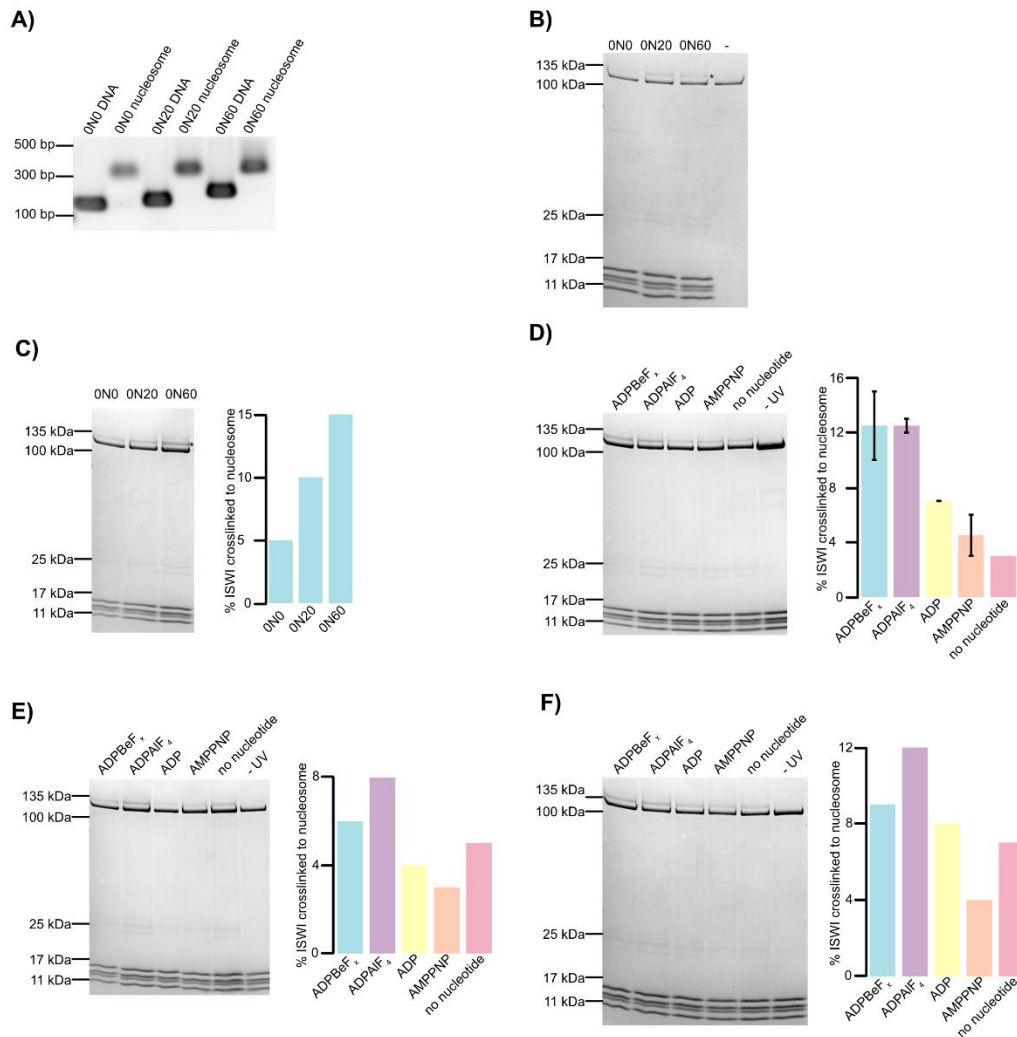 A)
0N0 DNA
0N0 nucleosome
0N20 DNA
0N20 nucleosome
0N60 DNA
0N60 nucleosome
500 bp
300 bp
100 bp
B)
0N0 0N20 0N60 -
135 kDa
*
100 kDa
25 kDa
17 kDa
11 kDa
C)
0N0 0N20 0N60
135 kDa
*
100 kDa
25 kDa
17 kDa
11 kDa
% ISWI crosslinked to nucleosome
15
10
5
0
0N0
0N20
0N60
D)
ADPBeFx
ADPAlF4
ADP
AMPPNP
no nucleotide
- UV
135 kDa
100 kDa
25 kDa
17 kDa
11 kDa
% ISWI crosslinked to nucleosome
16
12
8
4
0
ADPBeFx
ADPAlF4
ADP
AMPPNP
no nucleotide
E)
ADPBeFx
ADPAlF4
ADP
AMPPNP
no nucleotide
- UV
135 kDa
100 kDa
25 kDa
17 kDa
11 kDa
% ISWI crosslinked to nucleosome
8
4
0
ADPBeFx
ADPAlF4
ADP
AMPPNP
no nucleotide
F)
ADPBeFx
ADPAlF4
ADP
AMPPNP
no nucleotide
- UV
135 kDa
100 kDa
25 kDa
17 kDa
11 kDa
% ISWI crosslinked to nucleosome
12
8
4
0
ADPBeFx
ADPAlF4
ADP
AMPPNP
no nucleotide